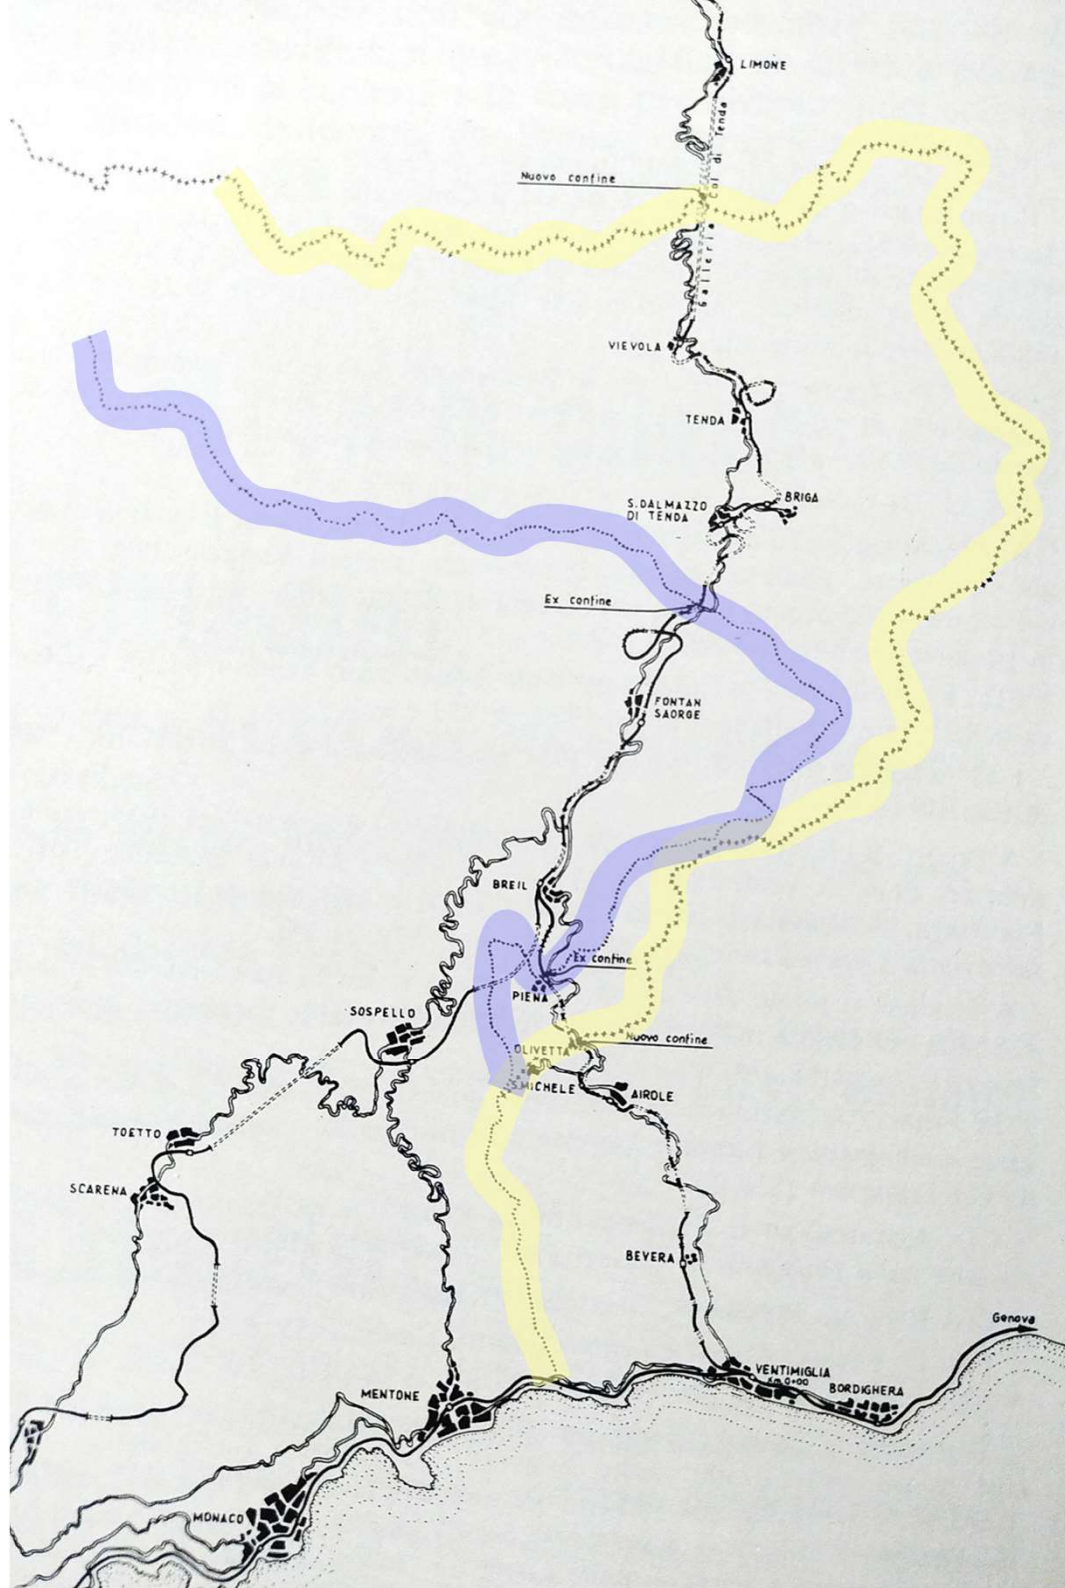 LIMONE
Galleria Col di Tenda
Nuovo confine
VIEVOLA
TENDA
BRIGA
S.DALMAZZO
DI TENDA
Ex confine
FONTAN
SAORGE
BREIL
Ex confine
PIENA
SOSPELLO
Nuovo confine
OLIVETTA
S.MICHELE
AIROLE
TOETTO
SCARENA
BEVERA
Genova
VENTIMIGLIA
Km.0+00
BORDIGHERA
MENTONE
MONACO